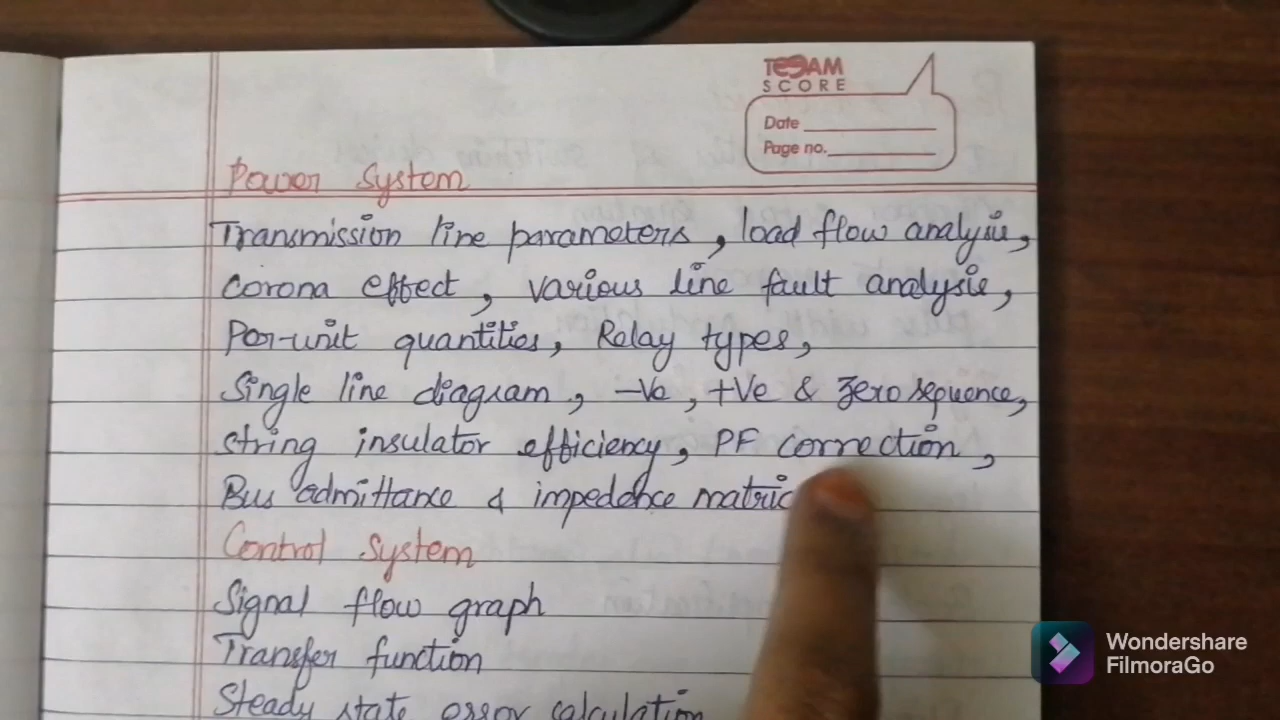 TEAM
SCORE
Date
Page no.
Power System
Transmission line parameters, load flow analysis,
Corona effect, various line fault analysis,
Per-unit quantities, Relay types,
Single line diagram, -Ve, +Ve & zero sequence,
String insulator efficiency, PF correction,
Bus admittance & impedence matric
Control System
Signal flow graph
Transfer function
Steady state error calculation
Wondershare
FilmoraGo